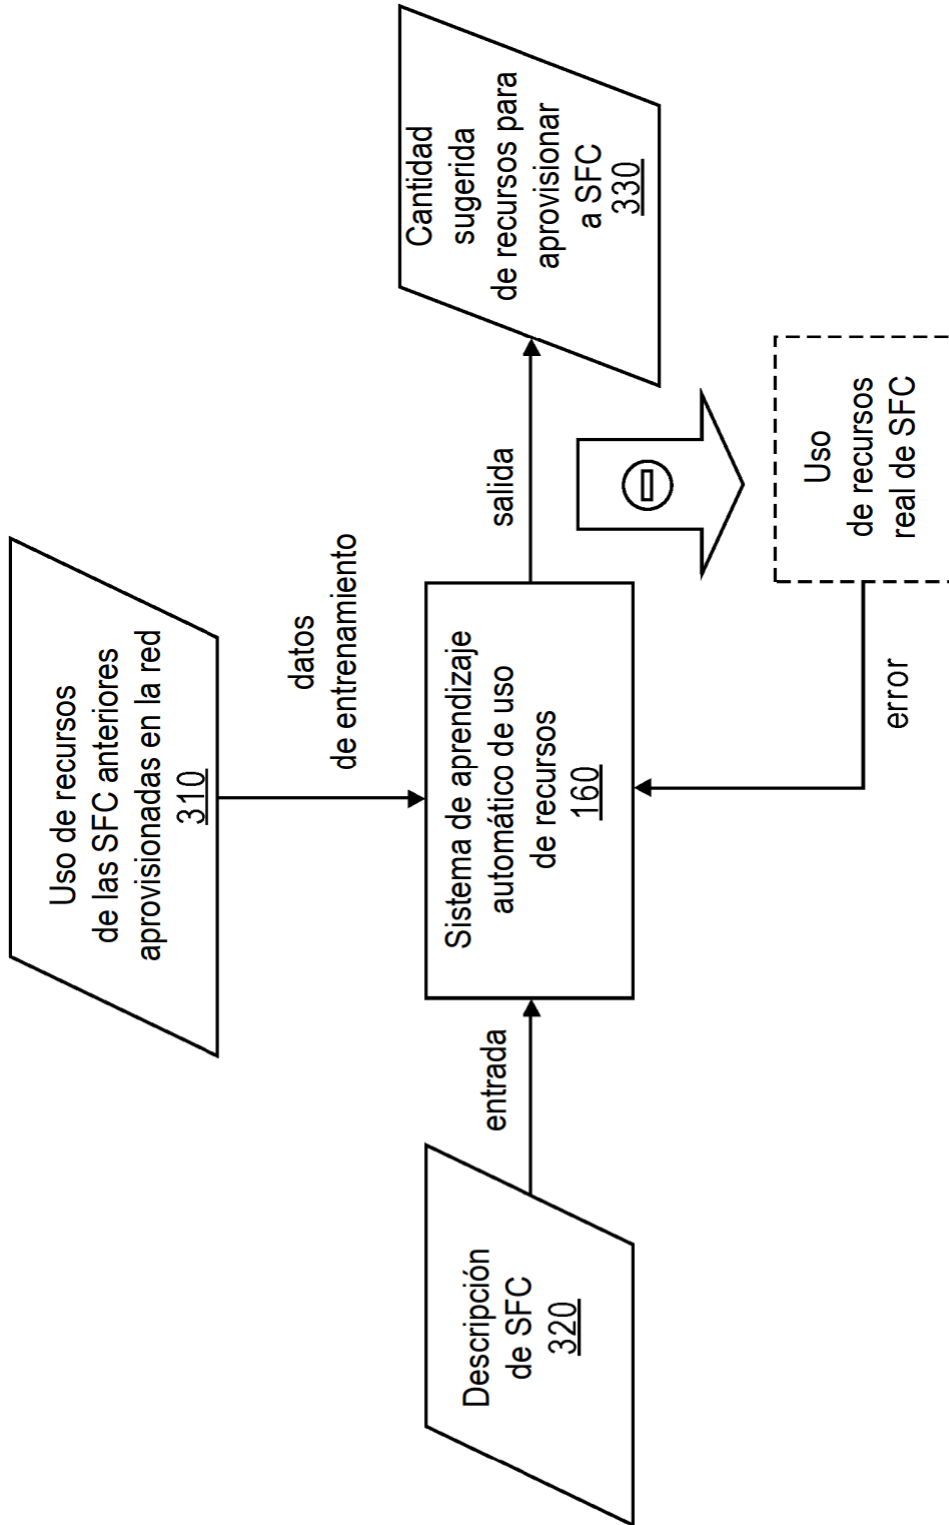 Uso de recursos
de las SFC anteriores
aprovisionadas en la red
310
datos
de entrenamiento
Descripción
de SFC
320
entrada
Sistema de aprendizaje
automático de uso
de recursos
160
salida
Cantidad
sugerida
de recursos para
aprovisionar
a SFC
330
error
Uso
de recursos
real de SFC